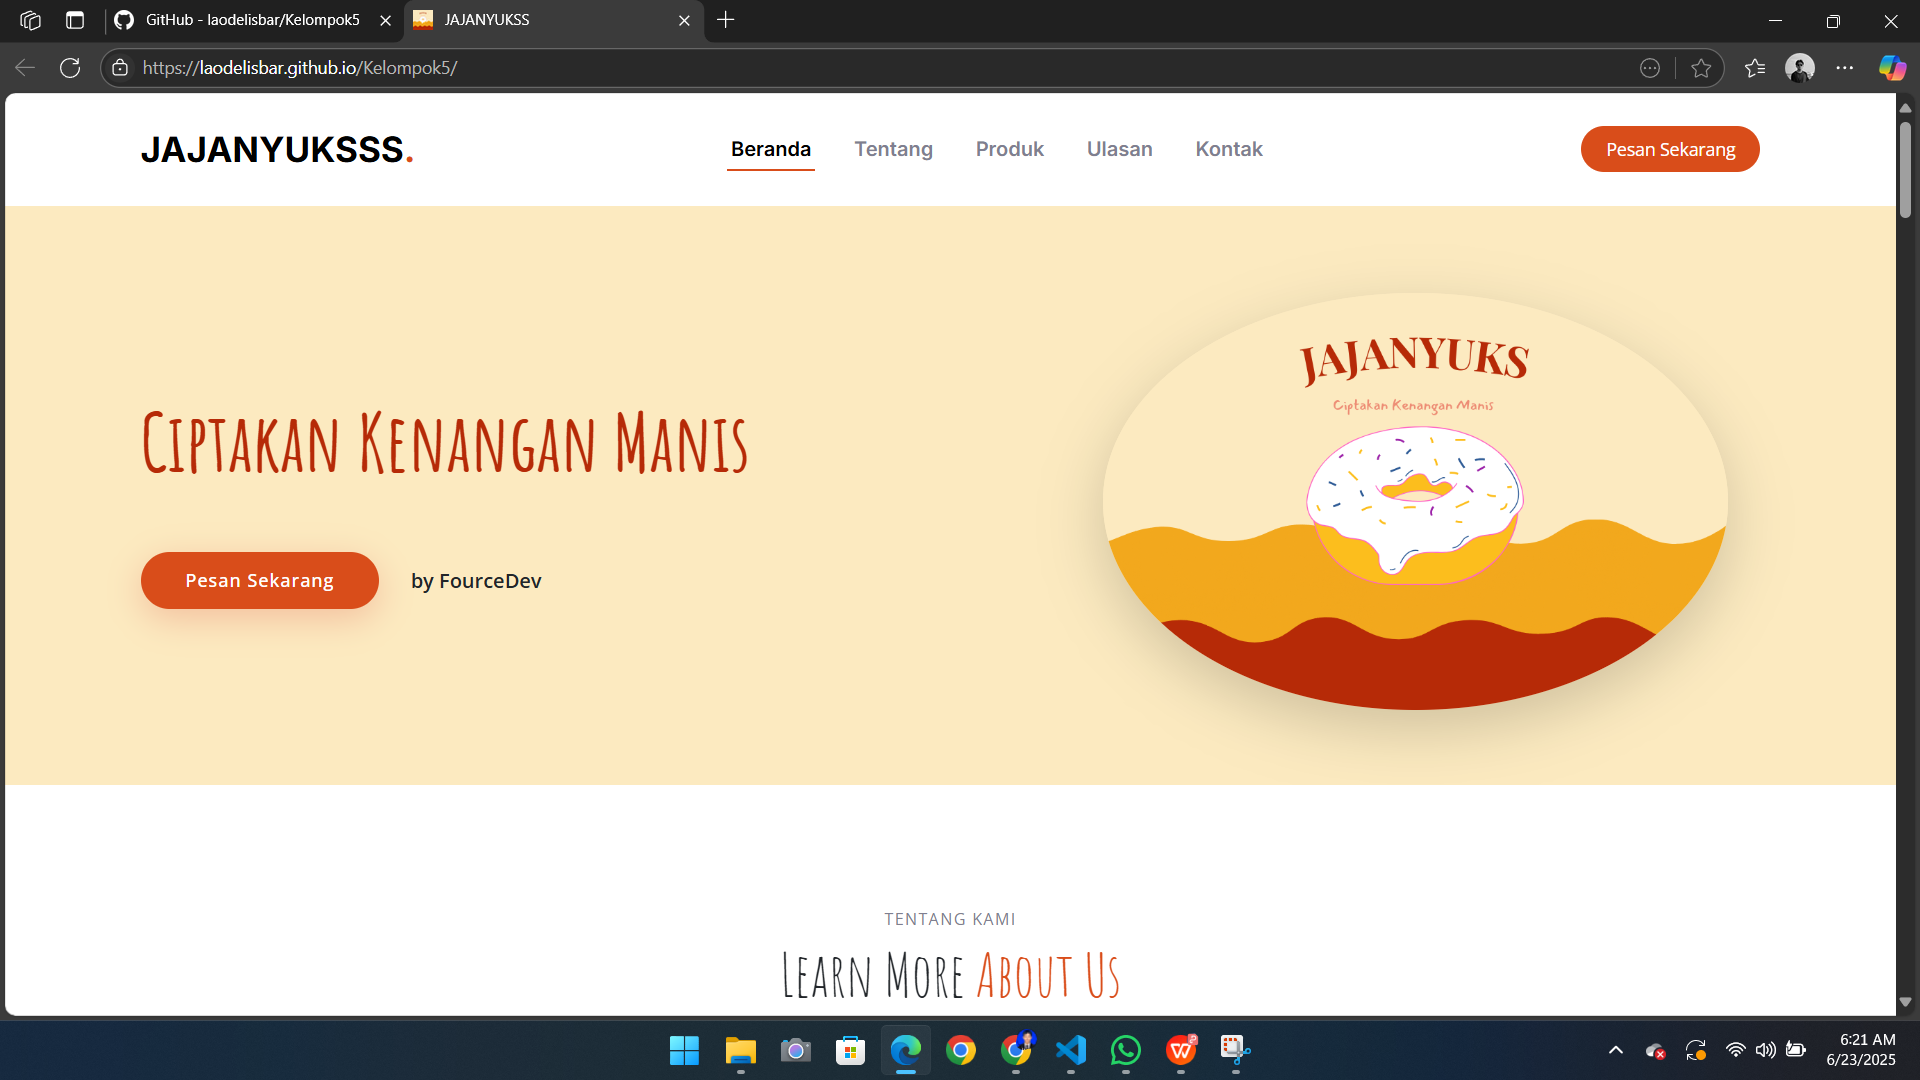 GitHub - laodelisbar/Kelompok5
JAJANYUKSS
https://laodelisbar.github.io/Kelompok5/
JAJANYUKSSS.
Beranda
Tentang
Produk
Ulasan
Kontak
Pesan Sekarang
JAJANYUKS
Ciptakan Kenangan Manis
Ciptakan Kenangan Manis
Pesan Sekarang
by FourceDev
TENTANG KAMI
Learn More About Us
6:21 AM
6/23/2025